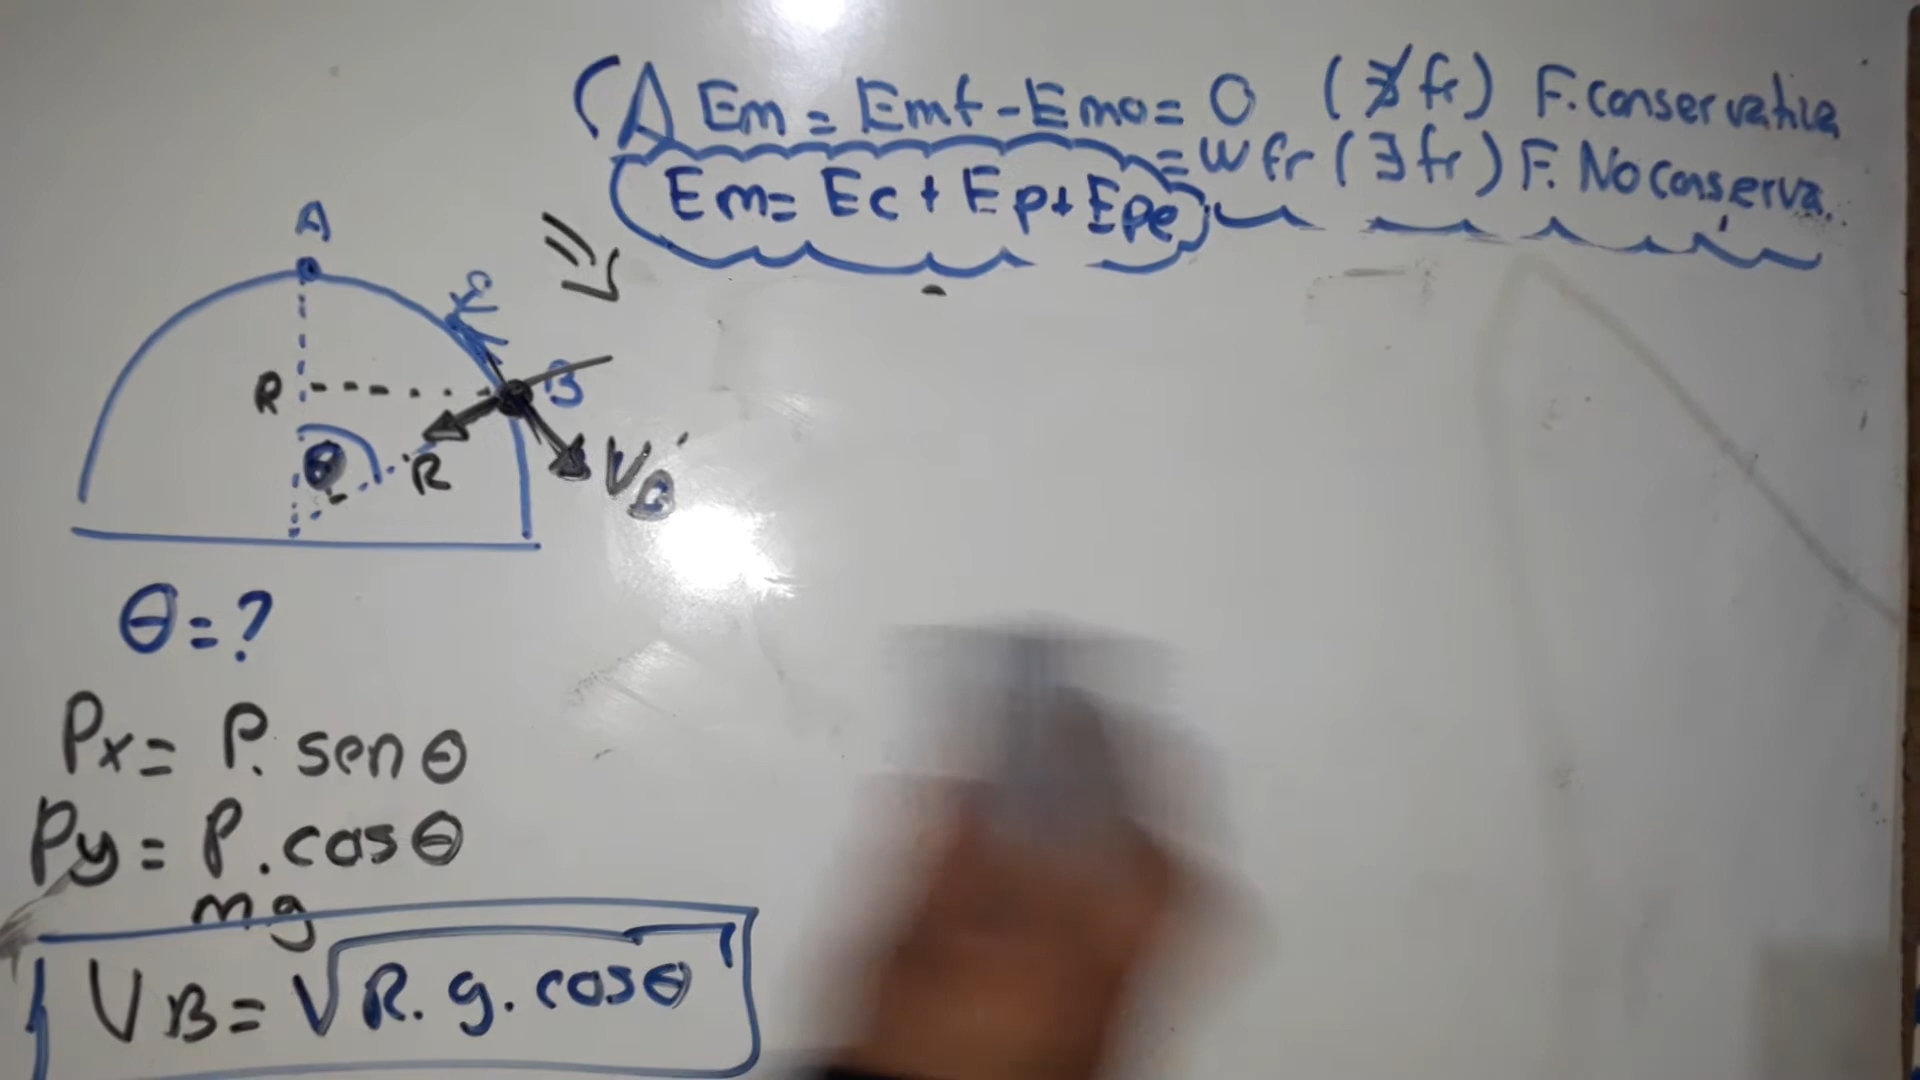 ΔEm = Emf - Emo = 0 (∄ fr) F. conservativa
= Wfr (∃ fr) F. No conserva.
Em = Ec + Ep + Epe
A
B
R
θ
R
VB
θ = ?
Px = P. sen θ
Py = P. cos θ
mg
VB = √R. g. cos θ